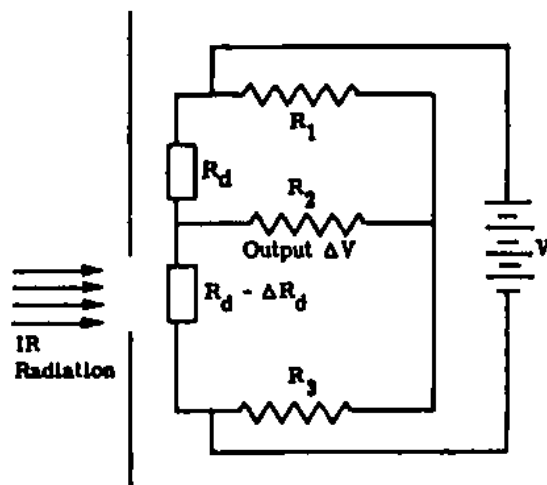 R1
Rd
R2
Output ΔV
V
Rd - ΔRd
IR
Radiation
R3